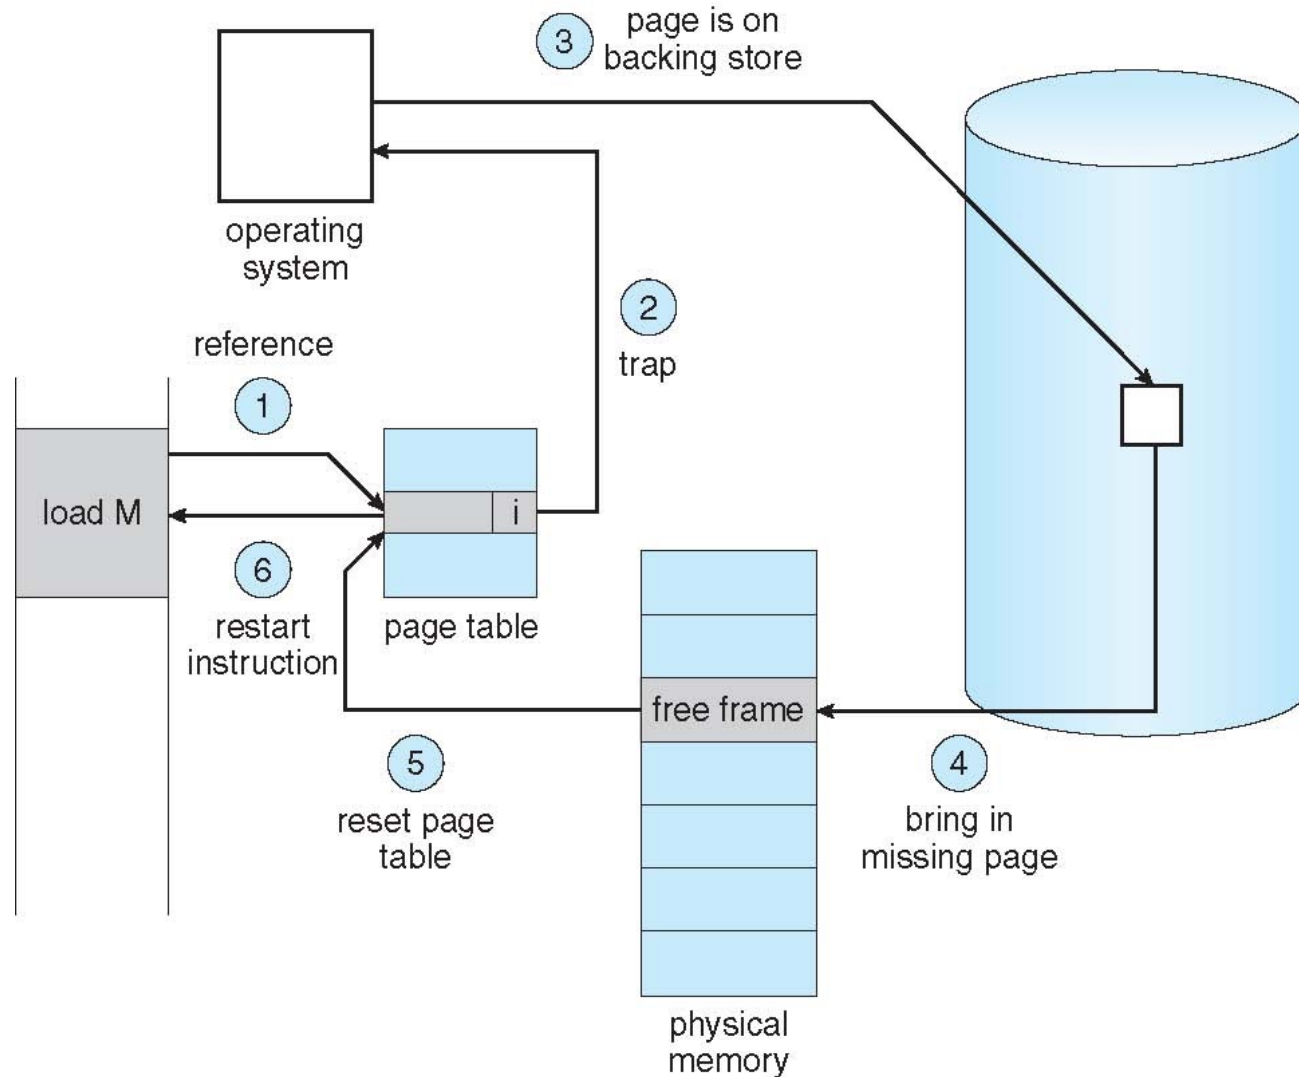 3
page is on
backing store
operating
system
2
trap
reference
1
load M
i
6
restart
instruction
page table
free frame
5
reset page
table
4
bring in
missing page
physical
memory